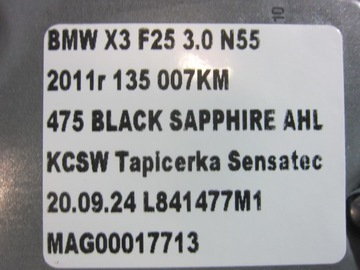 10
BMW X3 F25 3.0 N55
2011r 135 007KM
475 BLACK SAPPHIRE AHL
KCSW Tapicerka Sensatec
20.09.24 L841477M1
MAG00017713